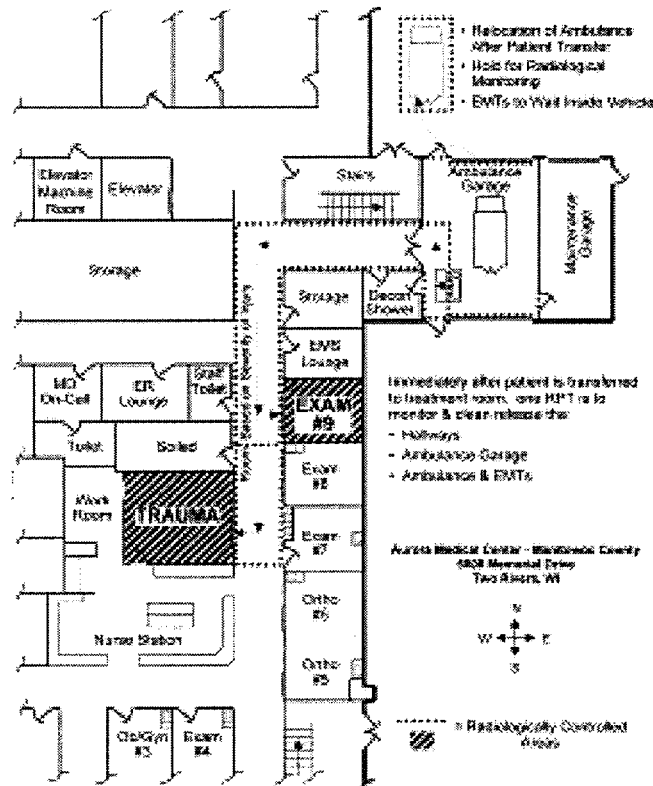 • Relocation of Ambulance
After Patient Transfer
• Hold for Radiological
Monitoring
• EMTs to Wait Inside Vehicle
Elevator
Machine
Room
Elevator
Stairs
Ambulance
Garage
Maintenance
Garage
Storage
Storage
Decon
Shower
EMS
Lounge
MD
On-Call
ER
Lounge
Staff
Toilet
EXAM
#9
Toilet
Soiled
Exam
#8
Work
Room
TRAUMA
Exam
#7
Ortho
#6
Nurse Station
Ortho
#5
Ob/Gyn
#3
Exam
#4
Immediately after patient is transferred
to treatment room, one RPT is to
monitor & clear release the:
• Hallways
• Ambulance Garage
• Ambulance & EMTs
Aurora Medical Center - Manitowoc County
5000 Memorial Drive
Two Rivers, WI
N
W E
S
= Radiologically Controlled
Areas